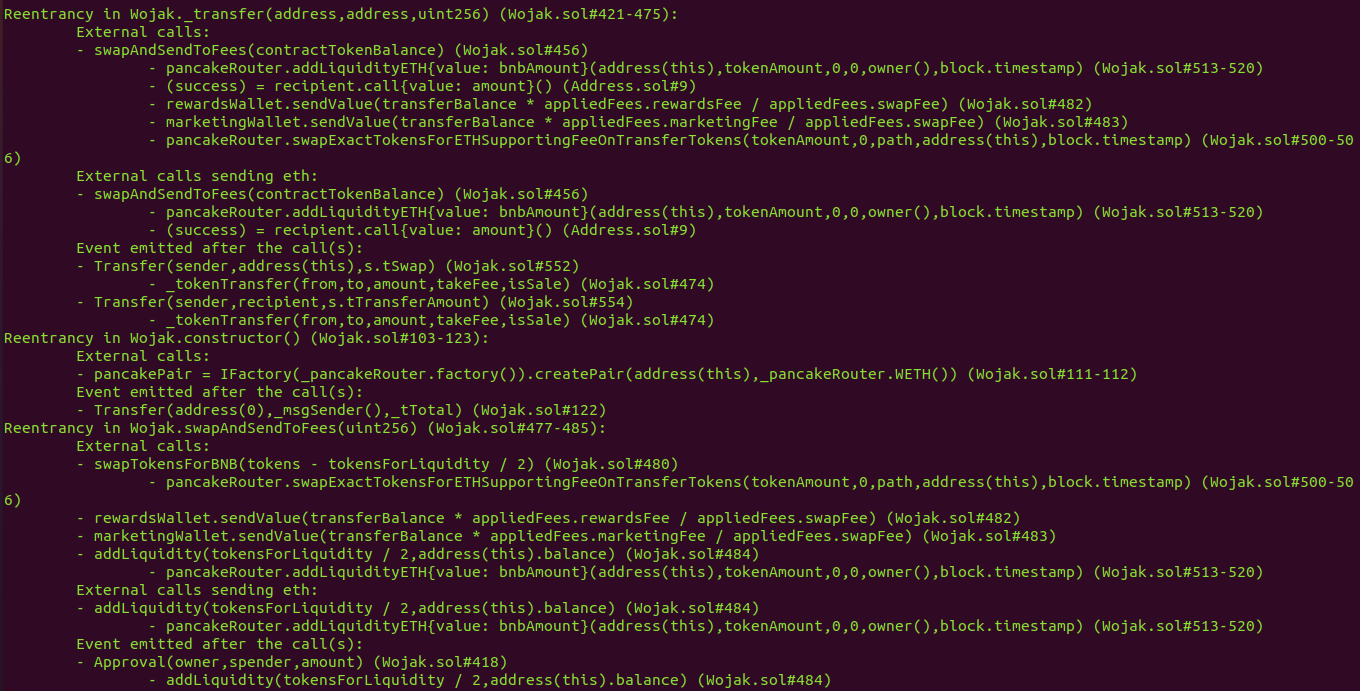 Reentrancy in Wojak._transfer(address,address,uint256) (Wojak.sol#421-475):
External calls:
- swapAndSendToFees(contractTokenBalance) (Wojak.sol#456)
- pancakeRouter.addLiquidityETH{value: bnbAmount}(address(this),tokenAmount,0,0,owner(),block.timestamp) (Wojak.sol#513-520)
- (success) = recipient.call{value: amount}() (Address.sol#9)
- rewardsWallet.sendValue(transferBalance * appliedFees.rewardsFee / appliedFees.swapFee) (Wojak.sol#482)
- marketingWallet.sendValue(transferBalance * appliedFees.marketingFee / appliedFees.swapFee) (Wojak.sol#483)
- pancakeRouter.swapExactTokensForETHSupportingFeeOnTransferTokens(tokenAmount,0,path,address(this),block.timestamp) (Wojak.sol#500-50
6)
External calls sending eth:
- swapAndSendToFees(contractTokenBalance) (Wojak.sol#456)
- pancakeRouter.addLiquidityETH{value: bnbAmount}(address(this),tokenAmount,0,0,owner(),block.timestamp) (Wojak.sol#513-520)
- (success) = recipient.call{value: amount}() (Address.sol#9)
Event emitted after the call(s):
- Transfer(sender,address(this),s.tSwap) (Wojak.sol#552)
- _tokenTransfer(from,to,amount,takeFee,isSale) (Wojak.sol#474)
- Transfer(sender,recipient,s.tTransferAmount) (Wojak.sol#554)
- _tokenTransfer(from,to,amount,takeFee,isSale) (Wojak.sol#474)
Reentrancy in Wojak.constructor() (Wojak.sol#103-123):
External calls:
- pancakePair = IFactory(_pancakeRouter.factory()).createPair(address(this),_pancakeRouter.WETH()) (Wojak.sol#111-112)
Event emitted after the call(s):
- Transfer(address(0),_msgSender(),_tTotal) (Wojak.sol#122)
Reentrancy in Wojak.swapAndSendToFees(uint256) (Wojak.sol#477-485):
External calls:
- swapTokensForBNB(tokens - tokensForLiquidity / 2) (Wojak.sol#480)
- pancakeRouter.swapExactTokensForETHSupportingFeeOnTransferTokens(tokenAmount,0,path,address(this),block.timestamp) (Wojak.sol#500-50
6)
- rewardsWallet.sendValue(transferBalance * appliedFees.rewardsFee / appliedFees.swapFee) (Wojak.sol#482)
- marketingWallet.sendValue(transferBalance * appliedFees.marketingFee / appliedFees.swapFee) (Wojak.sol#483)
- addLiquidity(tokensForLiquidity / 2,address(this).balance) (Wojak.sol#484)
- pancakeRouter.addLiquidityETH{value: bnbAmount}(address(this),tokenAmount,0,0,owner(),block.timestamp) (Wojak.sol#513-520)
External calls sending eth:
- addLiquidity(tokensForLiquidity / 2,address(this).balance) (Wojak.sol#484)
- pancakeRouter.addLiquidityETH{value: bnbAmount}(address(this),tokenAmount,0,0,owner(),block.timestamp) (Wojak.sol#513-520)
Event emitted after the call(s):
- Approval(owner,spender,amount) (Wojak.sol#418)
- addLiquidity(tokensForLiquidity / 2,address(this).balance) (Wojak.sol#484)